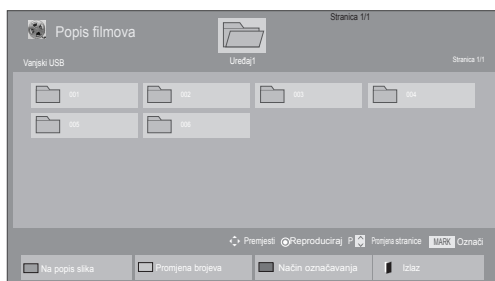 Stranica 1/1
Popis filmova
Vanjski USB
Uređaj1
Stranica 1/1
001
002
003
004
005
006
Premjesti Reproduciraj P Promjena stranice MARK Označi
Na popis slika
Promjena brojeva
Način označavanja
Izlaz